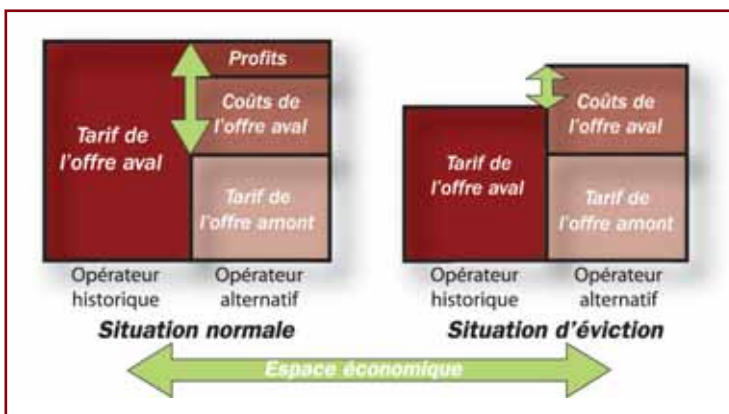 Profits
Coûts de
l'offre aval
Tarif de
l'offre aval
Tarif de
l'offre amont
Opérateur
historique
Opérateur
alternatif
Situation normale
Coûts de
l'offre aval
Tarif de
l'offre aval
Tarif de
l'offre amont
Opérateur
historique
Opérateur
alternatif
Situation d'éviction
Espace économique